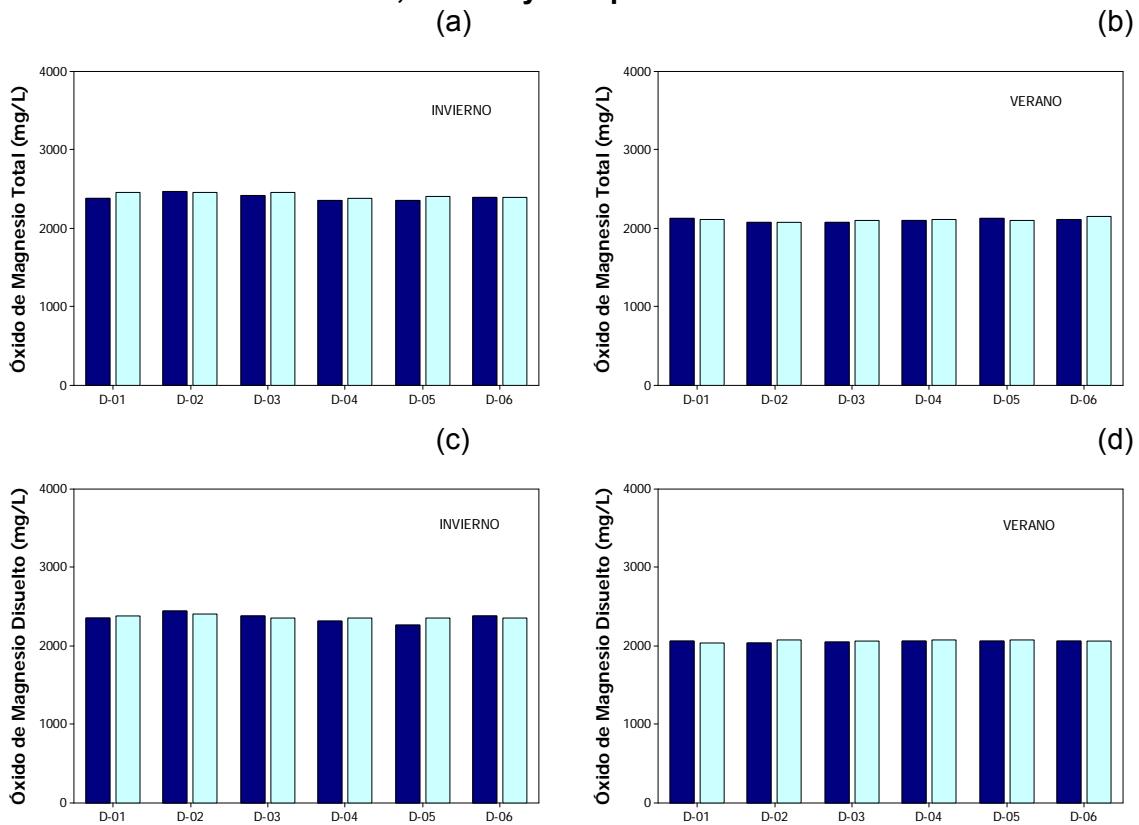 (a)
Óxido de Magnesio Total (mg/L)
4000
3000
2000
1000
0
INVIERNO
D-01 D-02 D-03 D-04 D-05 D-06
(b)
Óxido de Magnesio Total (mg/L)
4000
3000
2000
1000
0
VERANO
D-01 D-02 D-03 D-04 D-05 D-06
(c)
Óxido de Magnesio Disuelto (mg/L)
4000
3000
2000
1000
0
INVIERNO
D-01 D-02 D-03 D-04 D-05 D-06
(d)
Óxido de Magnesio Disuelto (mg/L)
4000
3000
2000
1000
0
VERANO
D-01 D-02 D-03 D-04 D-05 D-06